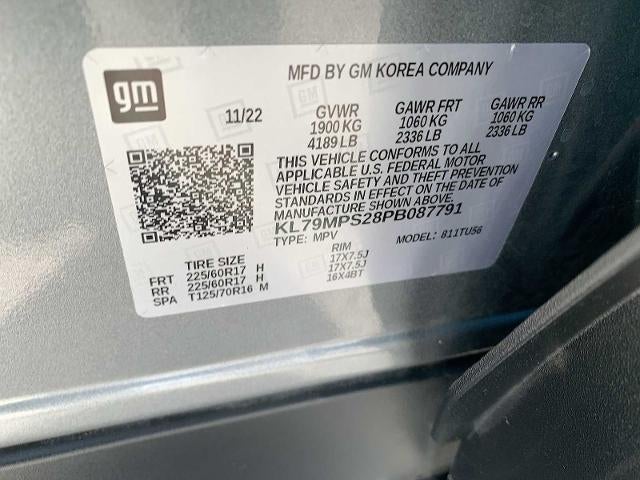 gm
MFD BY GM KOREA COMPANY
11/22
GVWR GAWR FRT GAWR RR
1900 KG 1060 KG 1060 KG
4189 LB 2336 LB 2336 LB
THIS VEHICLE CONFORMS TO ALL
APPLICABLE U.S. FEDERAL MOTOR
VEHICLE SAFETY AND THEFT PREVENTION
STANDARDS IN EFFECT ON THE DATE OF
MANUFACTURE SHOWN ABOVE.
KL79MPS28PB087791
TYPE: MPV MODEL: 811TU56
TIRE SIZE RIM
FRT 225/60R17 H 17X7.5J
RR 225/60R17 H 17X7.5J
SPA T125/70R16 M 16X4BT